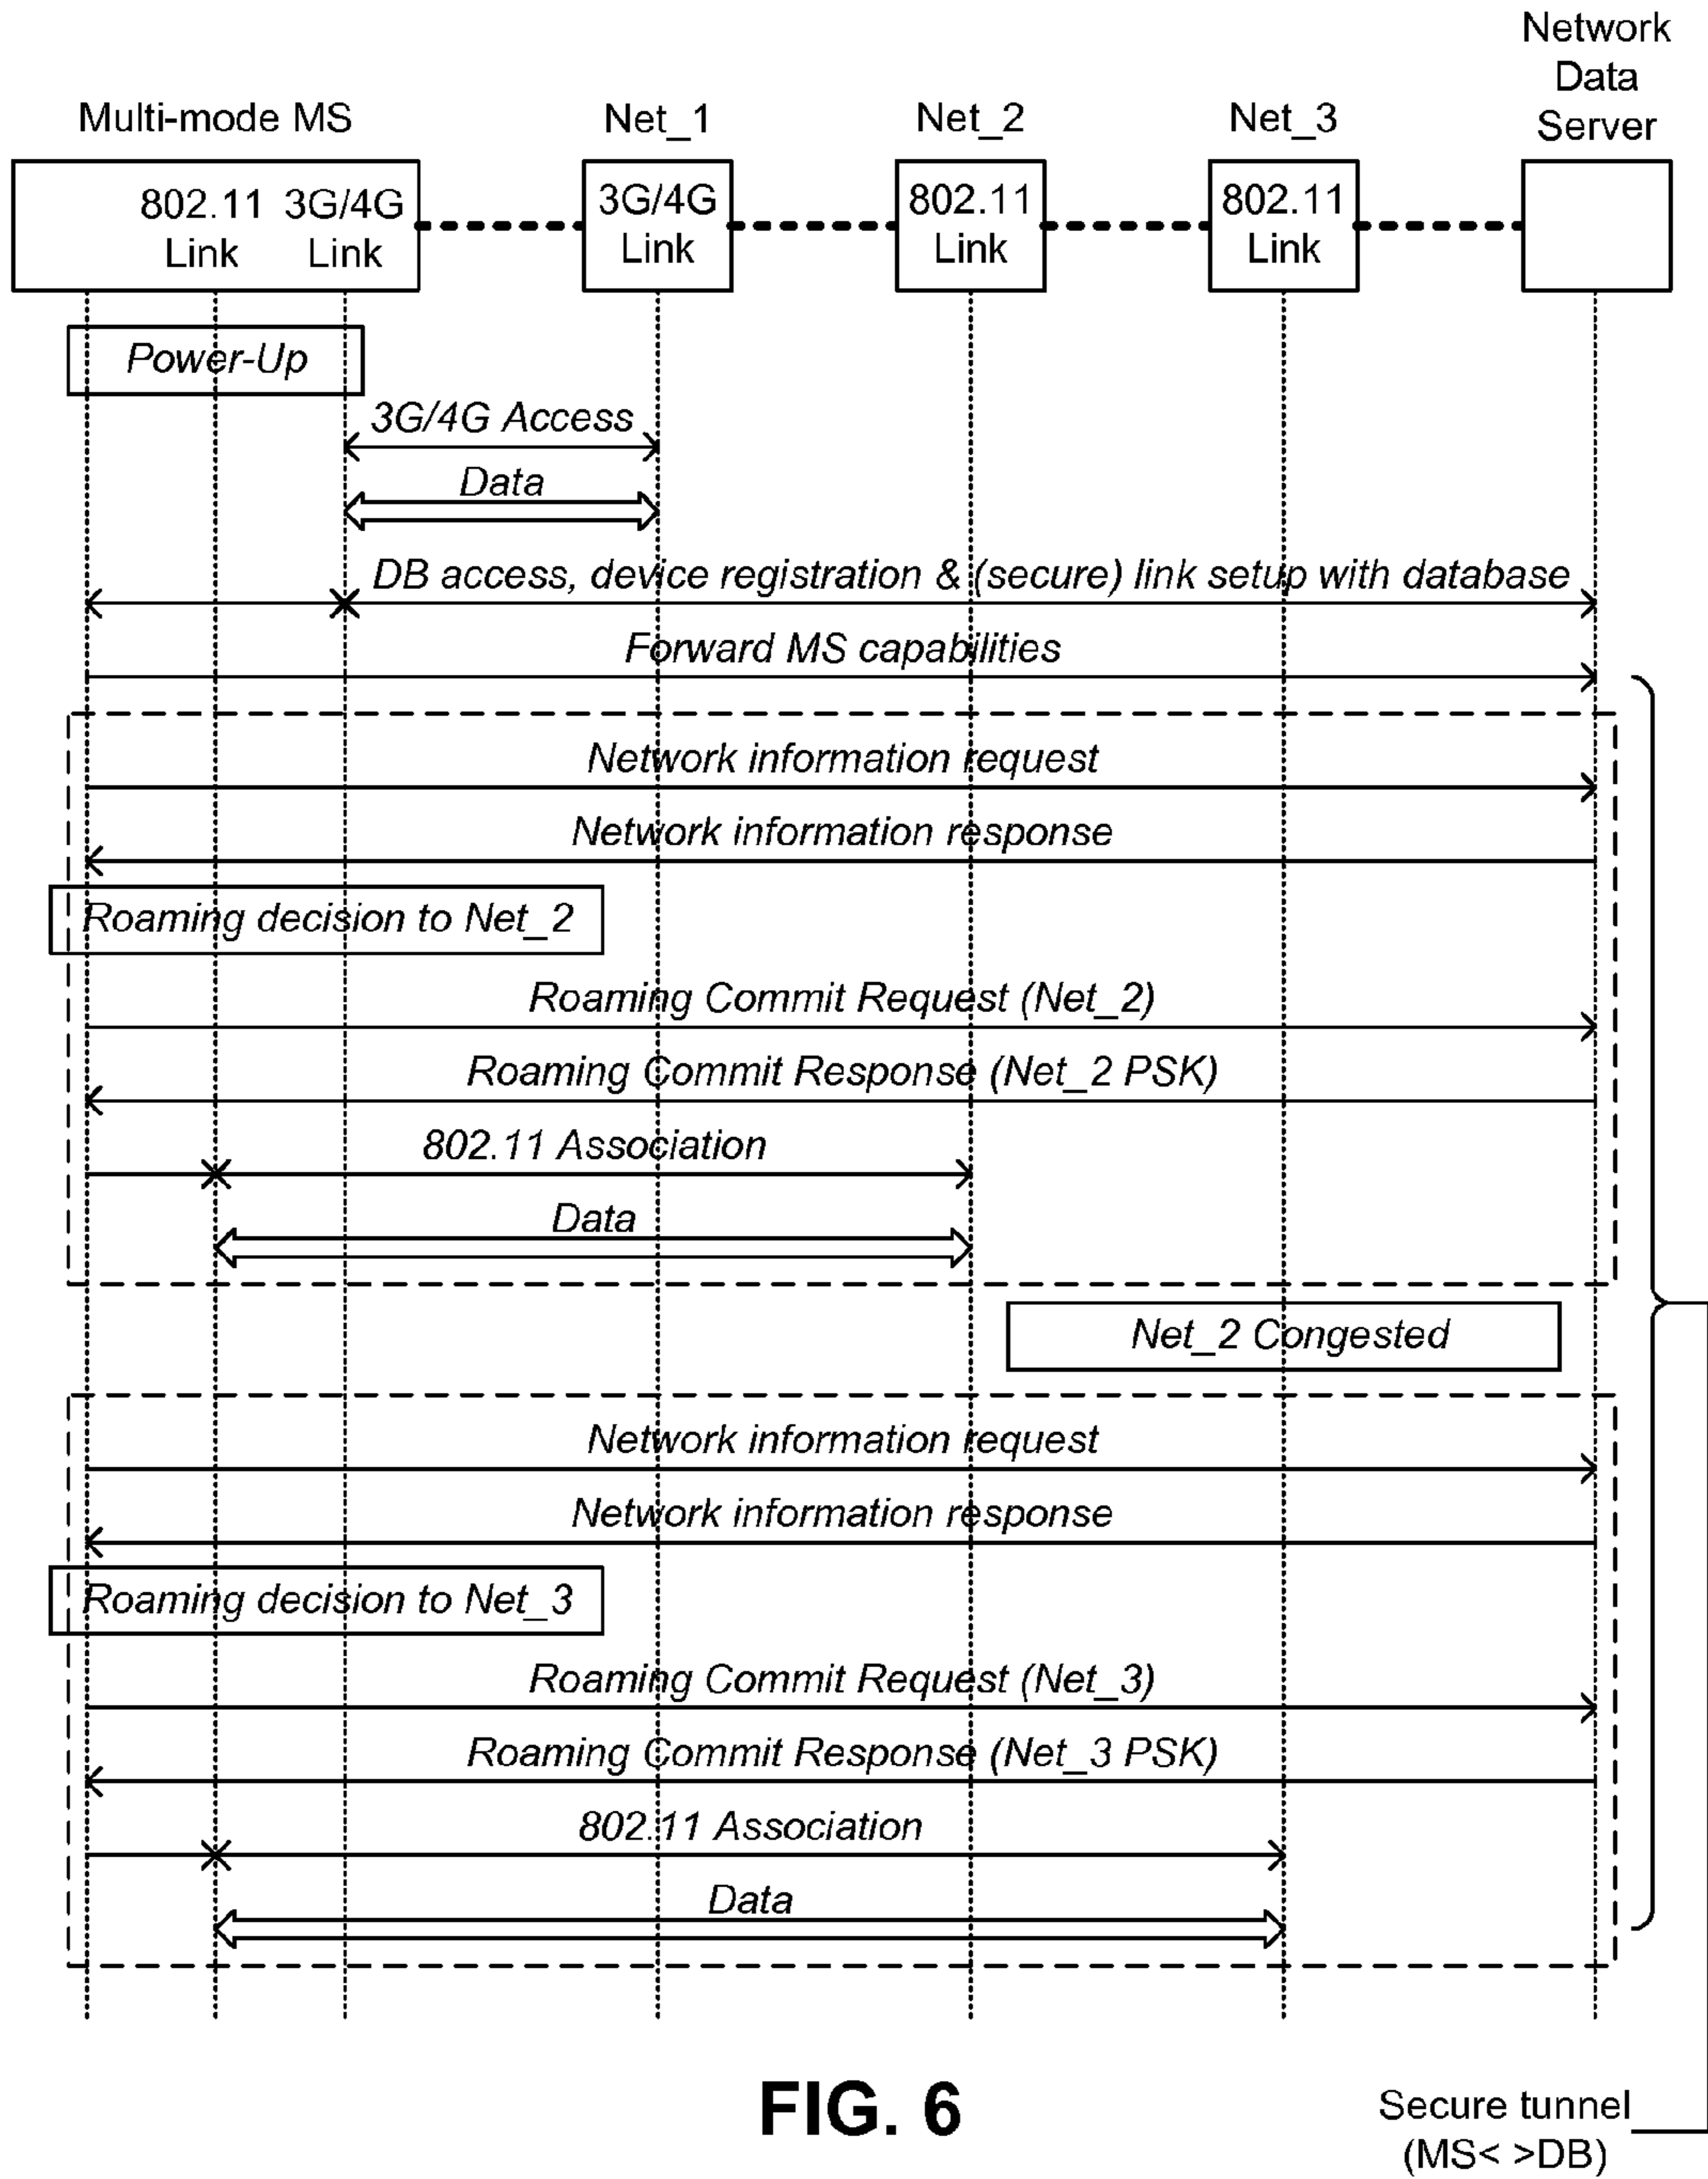 Network
Data
Server
Multi-mode MS
Net_1
Net_2
Net_3
802.11 3G/4G
Link Link
3G/4G
Link
802.11
Link
802.11
Link
Power-Up
3G/4G Access
Data
DB access, device registration & (secure) link setup with database
Forward MS capabilities
Network information request
Network information response
Roaming decision to Net_2
Roaming Commit Request (Net_2)
Roaming Commit Response (Net_2 PSK)
802.11 Association
Data
Net_2 Congested
Network information request
Network information response
Roaming decision to Net_3
Roaming Commit Request (Net_3)
Roaming Commit Response (Net_3 PSK)
802.11 Association
Data
FIG. 6
Secure tunnel
(MS< >DB)